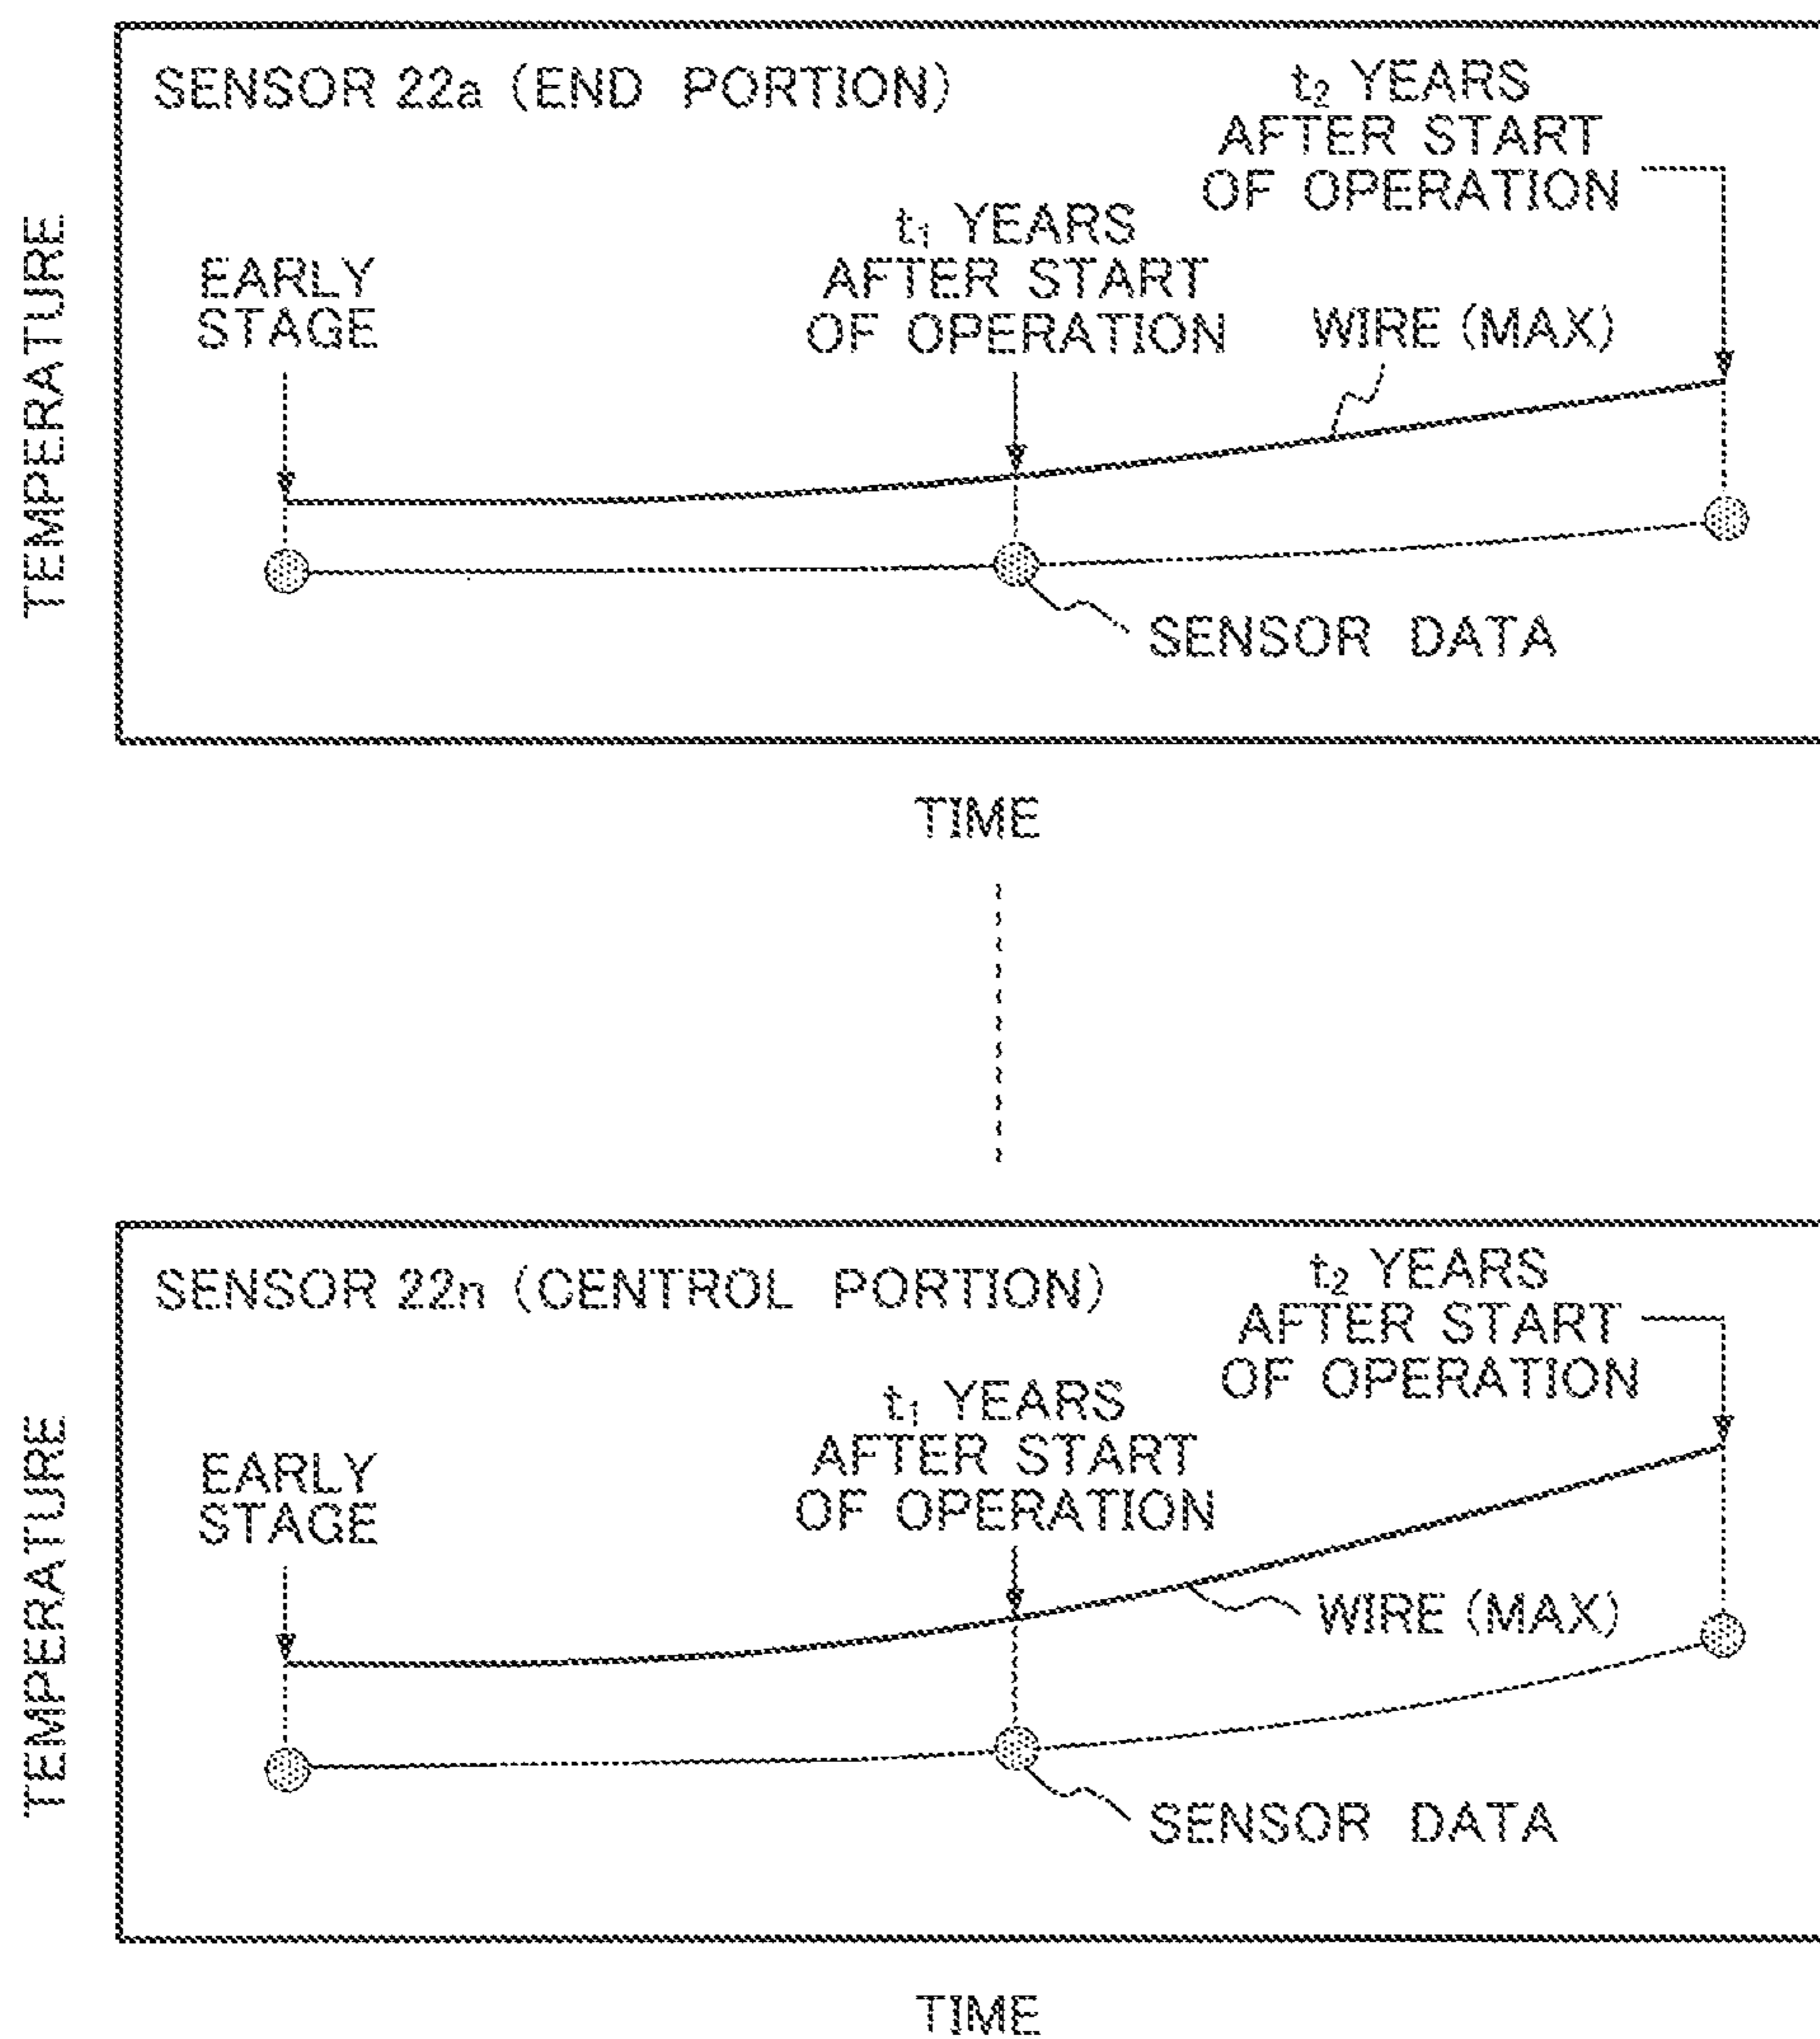 SENSOR 22a (END PORTION)
t₂ YEARS
AFTER START
OF OPERATION
t₁ YEARS
AFTER START
OF OPERATION
EARLY
STAGE
WIRE (MAX)
SENSOR DATA
TEMPERATURE
TIME
SENSOR 22n (CENTROL PORTION)
t₂ YEARS
AFTER START
OF OPERATION
t₁ YEARS
AFTER START
OF OPERATION
EARLY
STAGE
WIRE (MAX)
SENSOR DATA
TEMPERATURE
TIME